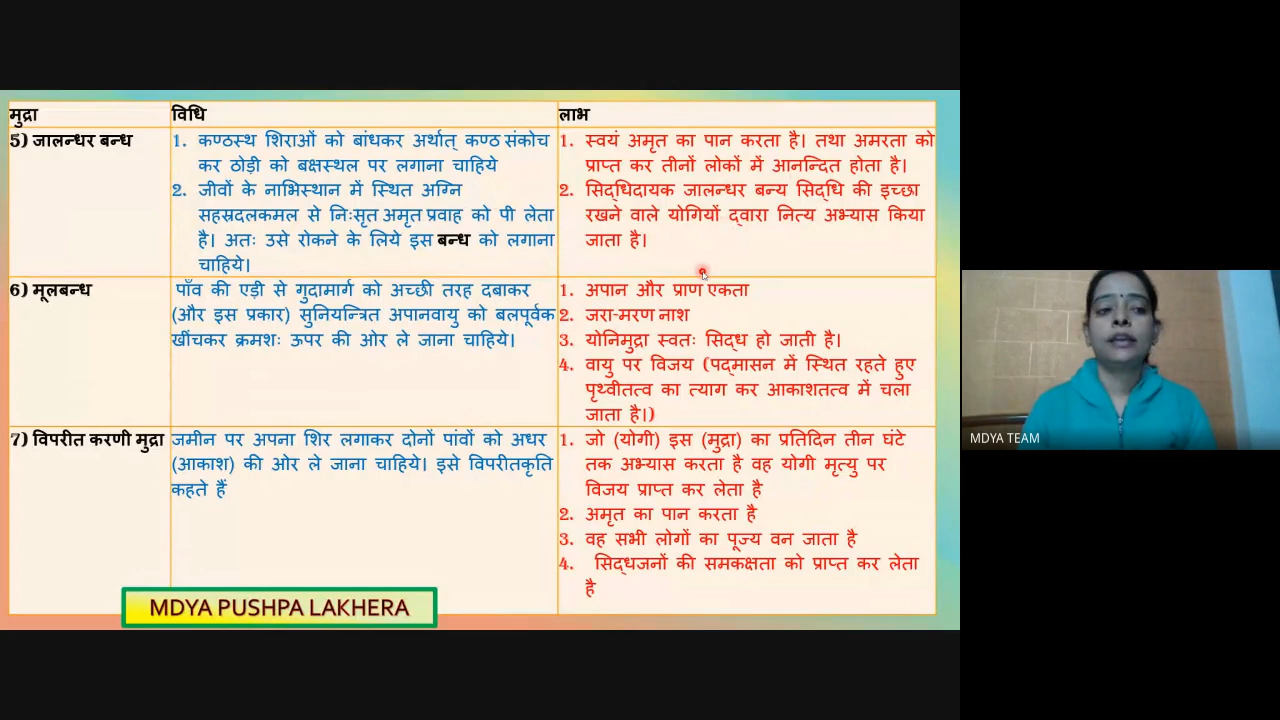 मुद्रा
विधि
लाभ
5) जालन्धर बन्ध
1. कण्ठस्थ शिराओं को बांधकर अर्थात् कण्ठ संकोच
कर ठोड़ी को बक्षस्थल पर लगाना चाहिये
2. जीवों के नाभिस्थान में स्थित अग्नि
सहस्रदलकमल से निःसृत अमृत प्रवाह को पी लेता
है। अतः उसे रोकने के लिये इस बन्ध को लगाना
चाहिये।
1. स्वयं अमृत का पान करता है। तथा अमरता को
प्राप्त कर तीनों लोकों में आनन्दित होता है।
2. सिद्धिदायक जालन्धर बन्य सिद्धि की इच्छा
रखने वाले योगियों द्वारा नित्य अभ्यास किया
जाता है।
6) मूलबन्ध
पाँव की एड़ी से गुदामार्ग को अच्छी तरह दबाकर
(और इस प्रकार) सुनियन्त्रित अपानवायु को बलपूर्वक
खींचकर क्रमशः ऊपर की ओर ले जाना चाहिये।
1. अपान और प्राण एकता
2. जरा-मरण नाश
3. योनिमुद्रा स्वतः सिद्ध हो जाती है।
4. वायु पर विजय (पद्मासन में स्थित रहते हुए
पृथ्वीतत्व का त्याग कर आकाशतत्व में चला
जाता है।)
7) विपरीत करणी मुद्रा
जमीन पर अपना शिर लगाकर दोनों पांवों को अधर
(आकाश) की ओर ले जाना चाहिए। इसे विपरीतकृति
कहते हैं
1. जो (योगी) इस (मुद्रा) का प्रतिदिन तीन घंटे
तक अभ्यास करता है वह योगी मृत्यु पर
विजय प्राप्त कर लेता है
2. अमृत का पान करता है
3. वह सभी लोगों का पूज्य वन जाता है
4. सिद्धजनों की समकक्षता को प्राप्त कर लेता
है
MDYA PUSHPA LAKHERA
MDYA TEAM